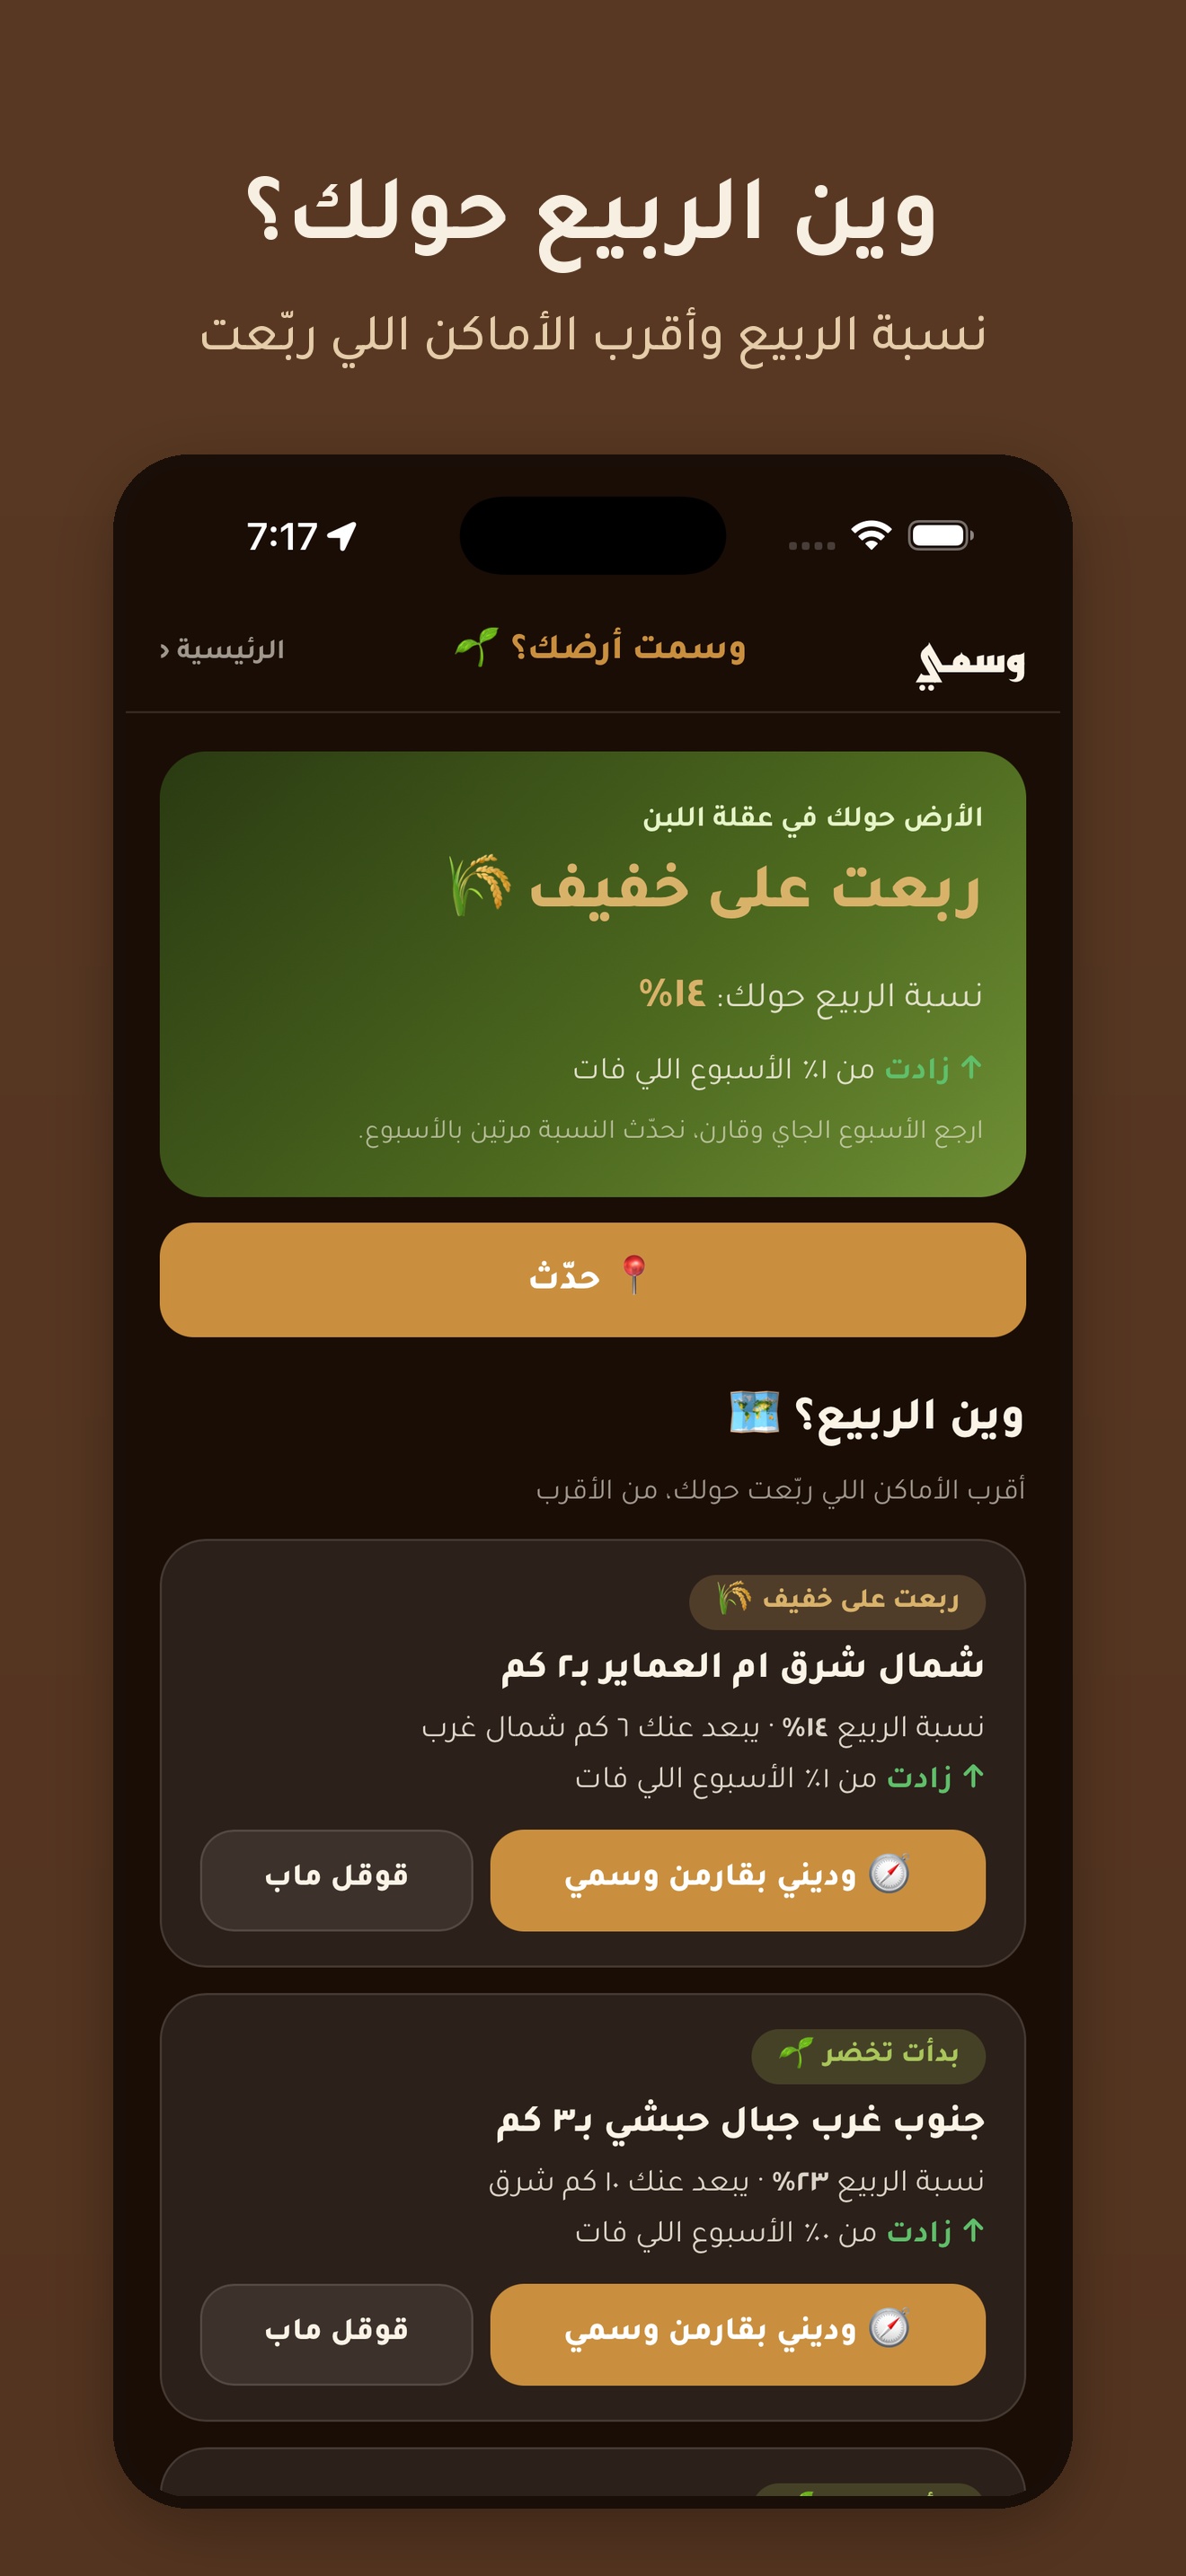 وين الربيع حولك؟
نسبة الربيع وأقرب الأماكن اللي ربّعت
7:17
وسمي
وسمت أرضك؟ 🌱
الرئيسية ›
الأرض حولك في عقلة اللبن
ربعت على خفيف 🌾
نسبة الربيع حولك: ١٤%
↑ زادت من ١٪ الأسبوع اللي فات
ارجع الأسبوع الجاي وقارن، نحدّث النسبة مرتين بالأسبوع.
📍 حدّث
وين الربيع؟ 🗺️
أقرب الأماكن اللي ربّعت حولك، من الأقرب
ربعت على خفيف 🌾
شمال شرق ام العماير بـ٢ كم
نسبة الربيع ١٤% · يبعد عنك ٦ كم شمال غرب
↑ زادت من ١٪ الأسبوع اللي فات
🧭 وديني بقارمن وسمي
قوقل ماب
بدأت تخضر 🌱
جنوب غرب جبال حبشي بـ٣ كم
نسبة الربيع ٢٣% · يبعد عنك ١٠ كم شرق
↑ زادت من ٠٪ الأسبوع اللي فات
🧭 وديني بقارمن وسمي
قوقل ماب